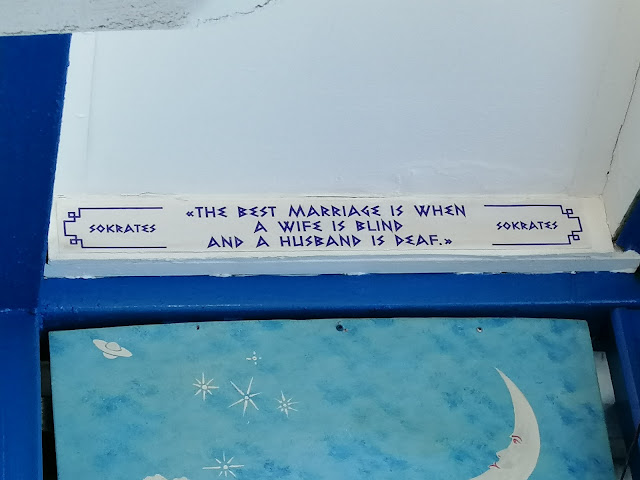 SOKRATES
«THE BEST MARRIAGE IS WHEN
A WIFE IS BLIND
AND A HUSBAND IS DEAF.»
SOKRATES